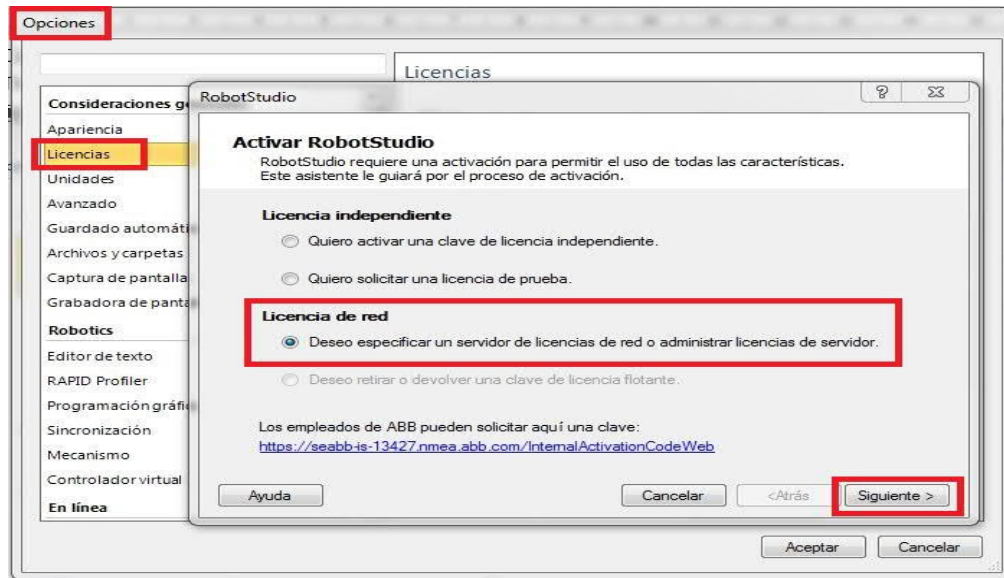 Opciones
Licencias
Consideraciones
Apariencia
Licencias
Unidades
Avanzado
Guardado
Archivos y carpetas
Captura de pantalla
Grabadora de
Robotics
Editor de texto
RAPID Profiler
Programación
Sincronización
Mecanismo
Controlador virtual
En línea
RobotStudio
Activar RobotStudio
RobotStudio requiere una activación para permitir el uso de todas las características.
Este asistente le guiará por el proceso de activación.
Licencia independiente
Quiero activar una clave de licencia independiente.
Quiero solicitar una licencia de prueba.
Licencia de red
Deseo especificar un servidor de licencias de red o administrar licencias de servidor.
Deseo retirar o devolver una clave de licencia flotante.
Los empleados de ABB pueden solicitar aquí una clave:
https://seabb-is-13427.nmea.abb.com/InternalActivationCodeWeb
Ayuda
Cancelar
<Atrás
Siguiente >
Aceptar
Cancelar